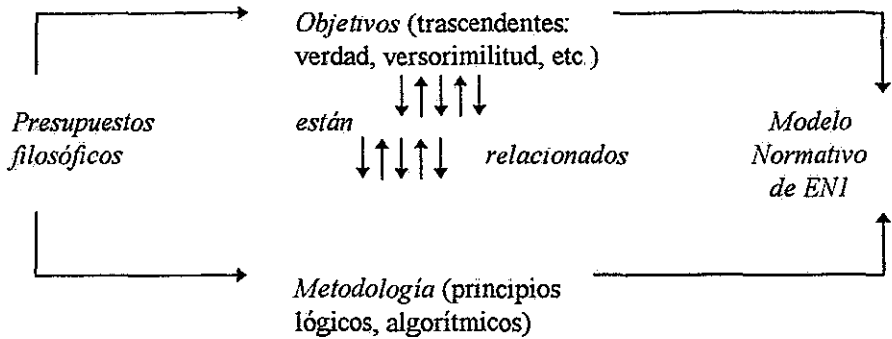 Objetivos (trascendentes:
verdad, versorimilitud, etc.)
Presupuestos
filosóficos
están
relacionados
Modelo
Normativo
de EN1
Metodología (principios
lógicos, algorítmicos)